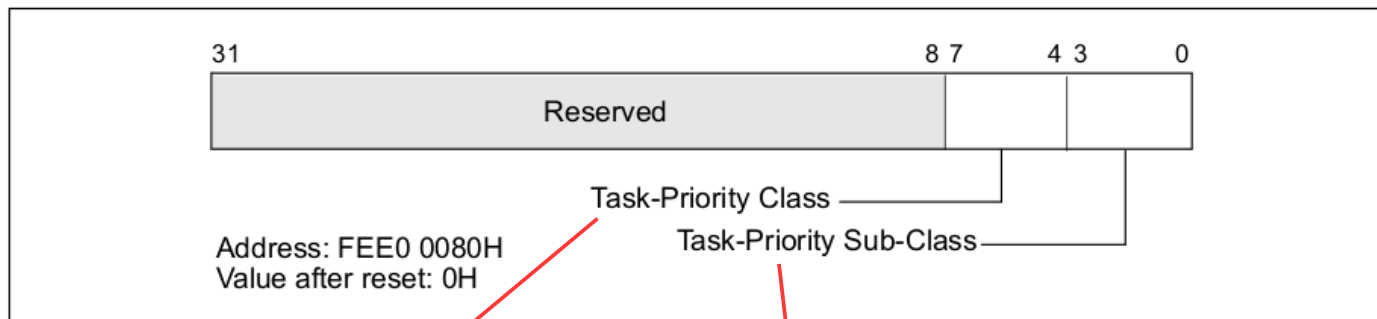 31 8 7 4 3 0
Reserved
Task-Priority Class
Task-Priority Sub-Class
Address: FEE0 0080H
Value after reset: 0H